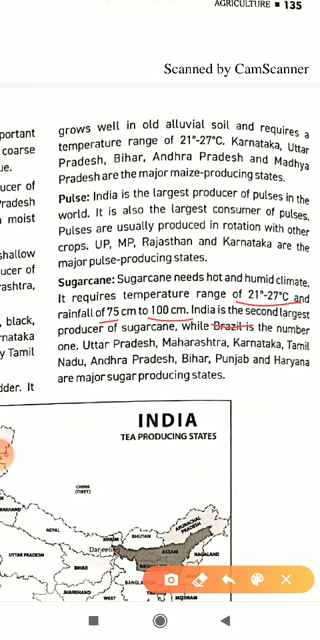 AGRICULTURE ■ 135
Scanned by CamScanner
portant
coarse
ue.
ucer of
Pradesh
moist
shallow
ucer of
rashtra,
, black,
rnataka
y Tamil
dder. It
grows well in old alluvial soil and requires a
temperature range of 21°-27°C. Karnataka, Uttar
Pradesh, Bihar, Andhra Pradesh and Madhya
Pradesh are the major maize-producing states.
Pulse: India is the largest producer of pulses in the
world. It is also the largest consumer of pulses.
Pulses are usually produced in rotation with other
crops. UP, MP, Rajasthan and Karnataka are the
major pulse-producing states.
Sugarcane: Sugarcane needs hot and humid climate.
It requires temperature range of 21°-27°C and
rainfall of 75 cm to 100 cm. India is the second largest
producer of sugarcane, while Brazil is the number
one. Uttar Pradesh, Maharashtra, Karnataka, Tamil
Nadu, Andhra Pradesh, Bihar, Punjab and Haryana
are major sugar producing states.
INDIA
TEA PRODUCING STATES
CHINA
(TIBET)
RAKHAND
NEPAL
SIKKIM
BHUTAN
ARUNACHAL
PRADESH
Darjeeling
ASSAM
NAGALAND
UTTAR PRADESH
BIHAR
MEGHALAYA
JHARKHAND
WEST
MIZORAM